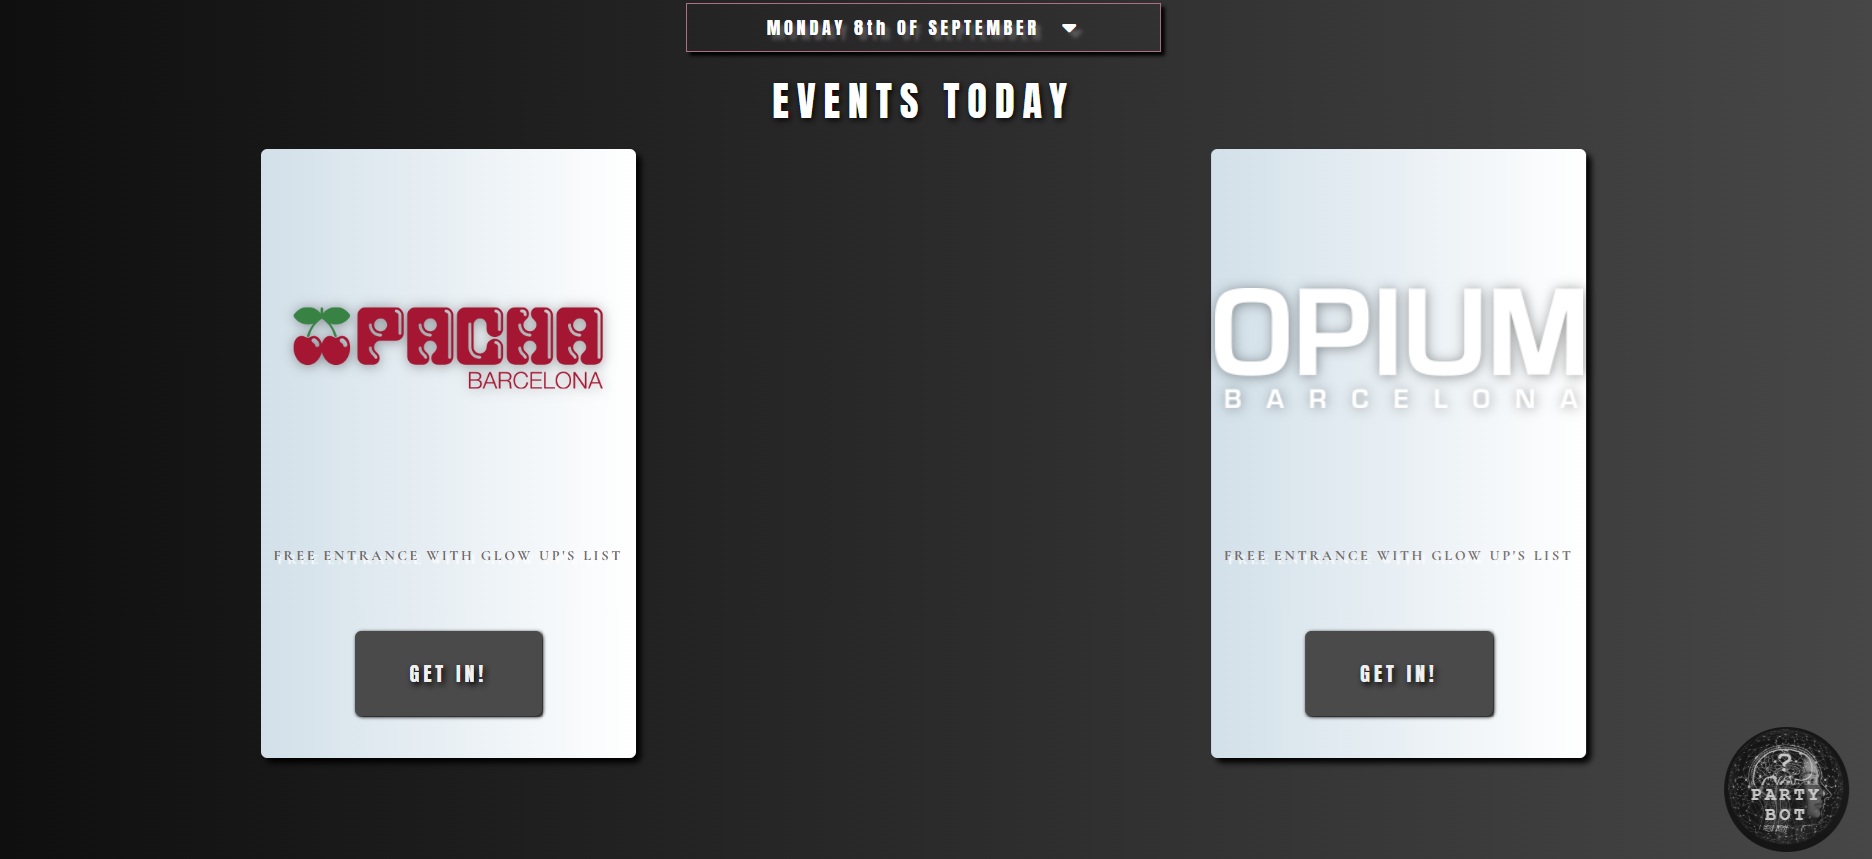 MONDAY 8th OF SEPTEMBER
EVENTS TODAY
PACHA
BARCELONA
FREE ENTRANCE WITH GLOW UP'S LIST
GET IN!
OPIUM
BARCELONA
FREE ENTRANCE WITH GLOW UP'S LIST
GET IN!
?
PARTY
BOT